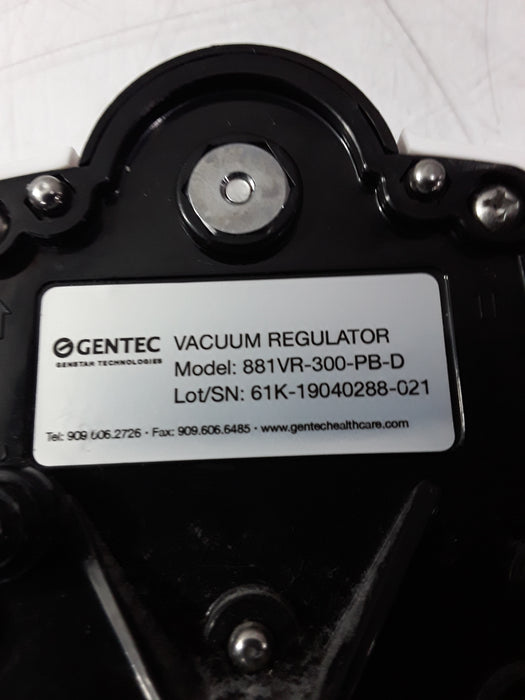 GENTEC
GENSTAR TECHNOLOGIES
VACUUM REGULATOR
Model: 881VR-300-PB-D
Lot/SN: 61K-19040288-021
Tel: 909 606.2726 · Fax: 909.606.6485 · www.gentechealthcare.com